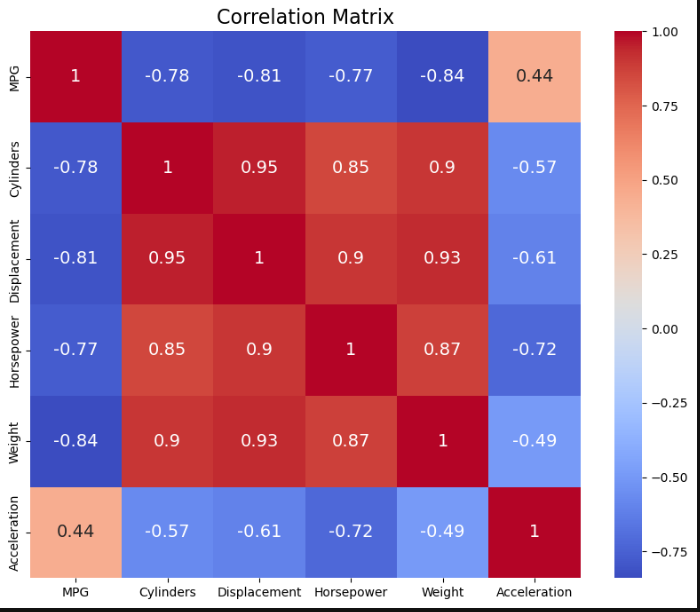 Correlation Matrix
MPG 1 -0.78 -0.81 -0.77 -0.84 0.44
Cylinders -0.78 1 0.95 0.85 0.9 -0.57
Displacement -0.81 0.95 1 0.9 0.93 -0.61
Horsepower -0.77 0.85 0.9 1 0.87 -0.72
Weight -0.84 0.9 0.93 0.87 1 -0.49
Acceleration 0.44 -0.57 -0.61 -0.72 -0.49 1
MPG Cylinders Displacement Horsepower Weight Acceleration
1.00
0.75
0.50
0.25
0.00
−0.25
−0.50
−0.75